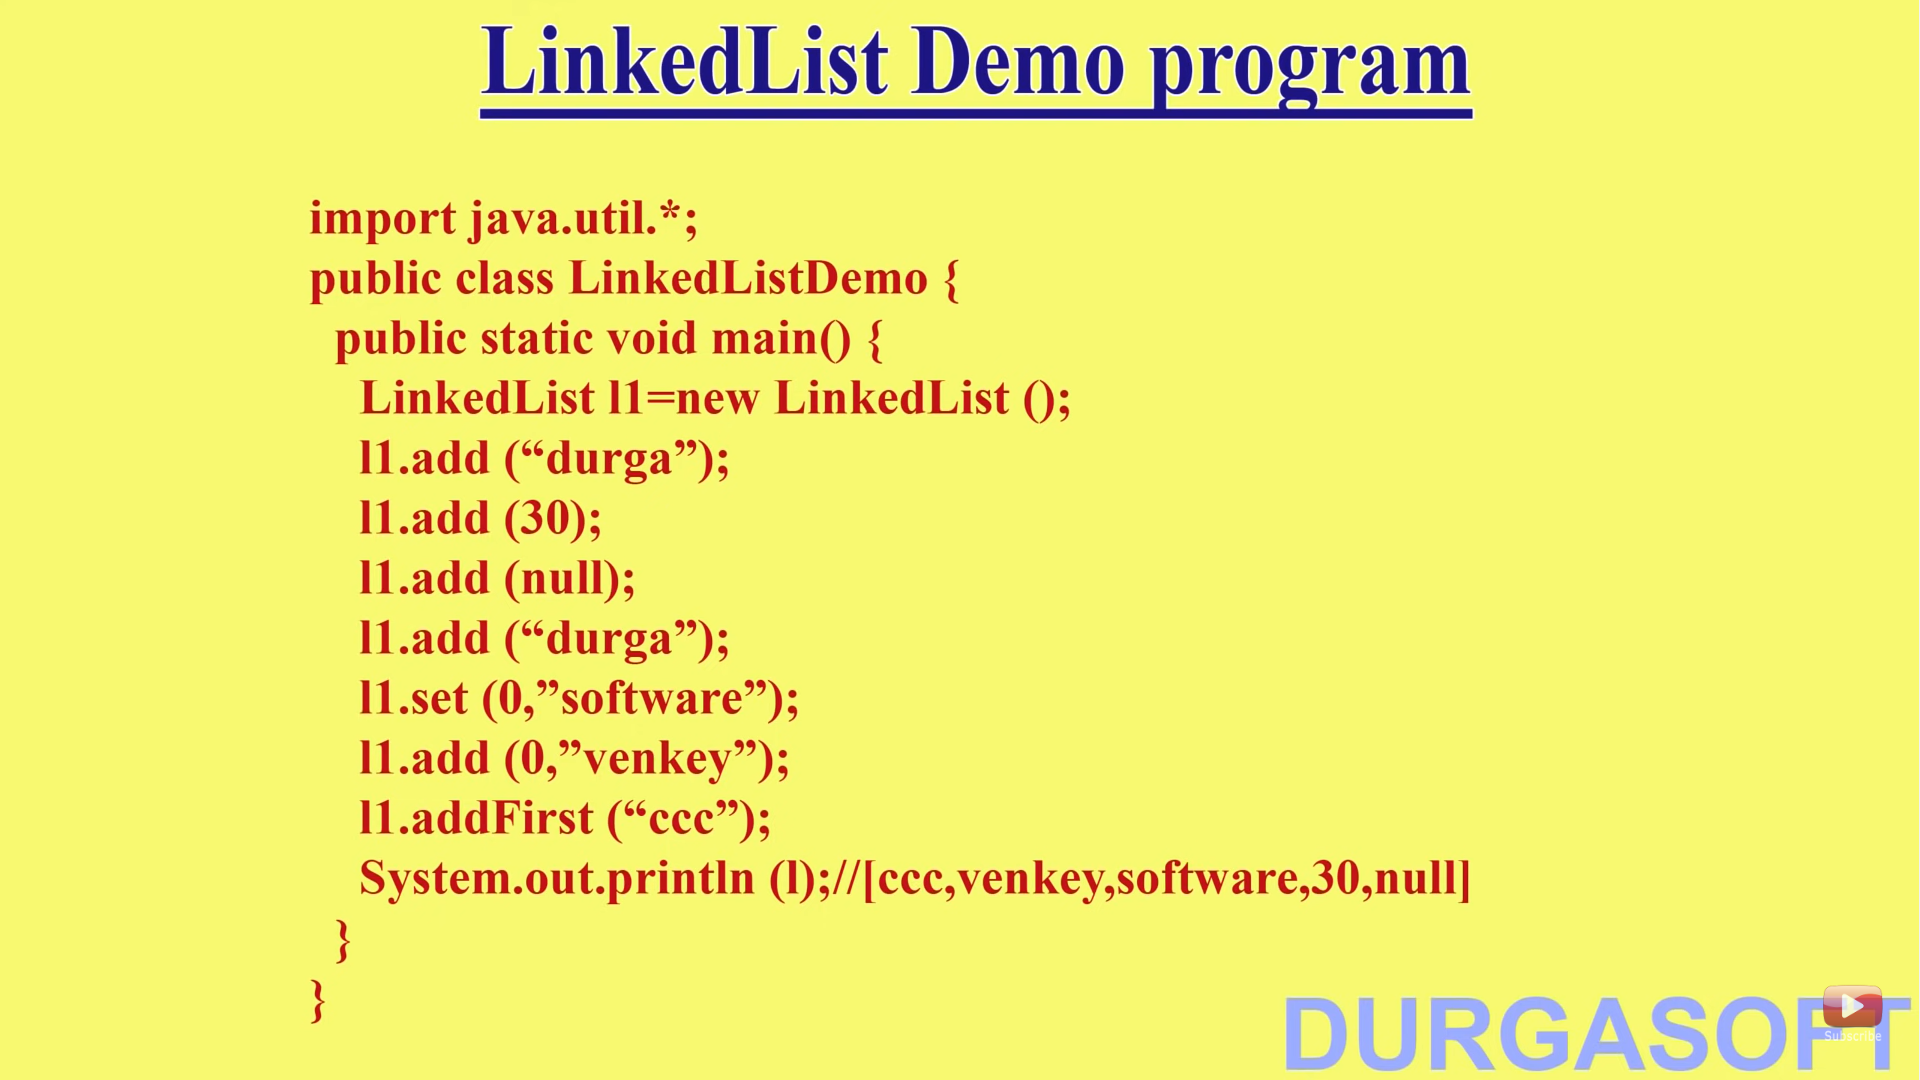 LinkedList Demo program
import java.util.*;
public class LinkedListDemo {
public static void main() {
LinkedList l1=new LinkedList ();
l1.add (“durga”);
l1.add (30);
l1.add (null);
l1.add (“durga”);
l1.set (0,”software”);
l1.add (0,”venkey”);
l1.addFirst (“ccc”);
System.out.println (l);//[ccc,venkey,software,30,null]
}
}
DURGASOFT
Subscribe